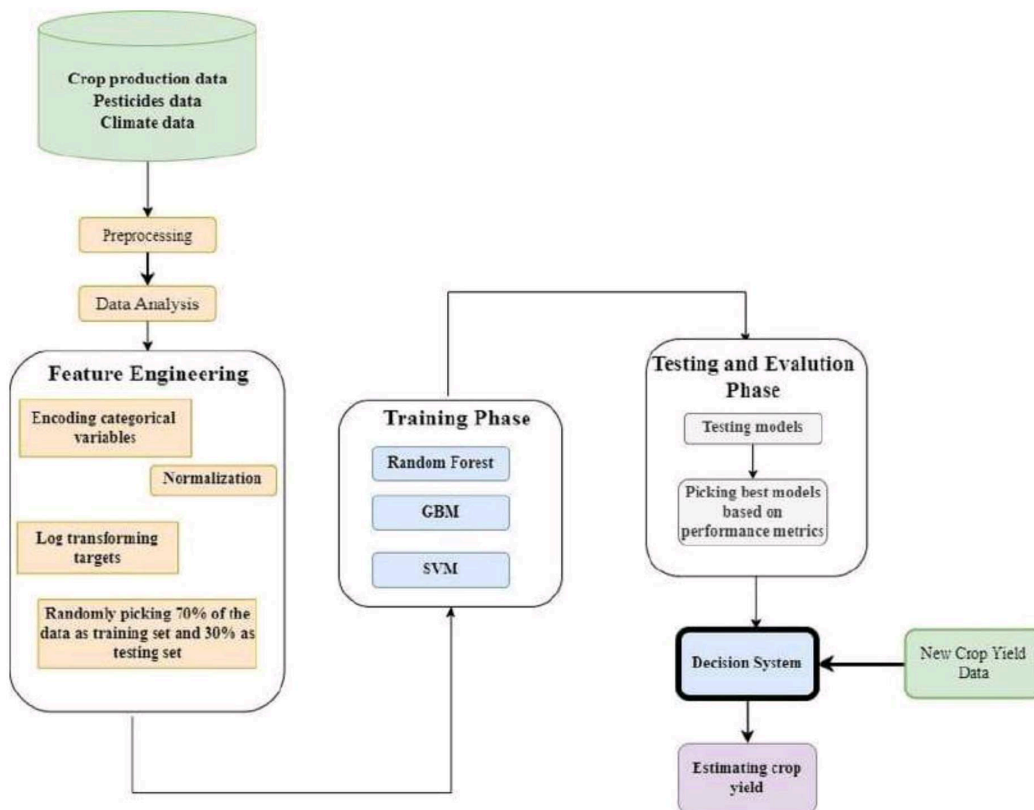 Crop production data
Pesticides data
Climate data
Preprocessing
Data Analysis
Feature Engineering
Encoding categorical
variables
Normalization
Log transforming
targets
Randomly picking 70% of the
data as training set and 30% as
testing set
Training Phase
Random Forest
GBM
SVM
Testing and Evalution
Phase
Testing models
Picking best models
based on
performance metrics
Decision System
New Crop Yield
Data
Estimating crop
yield